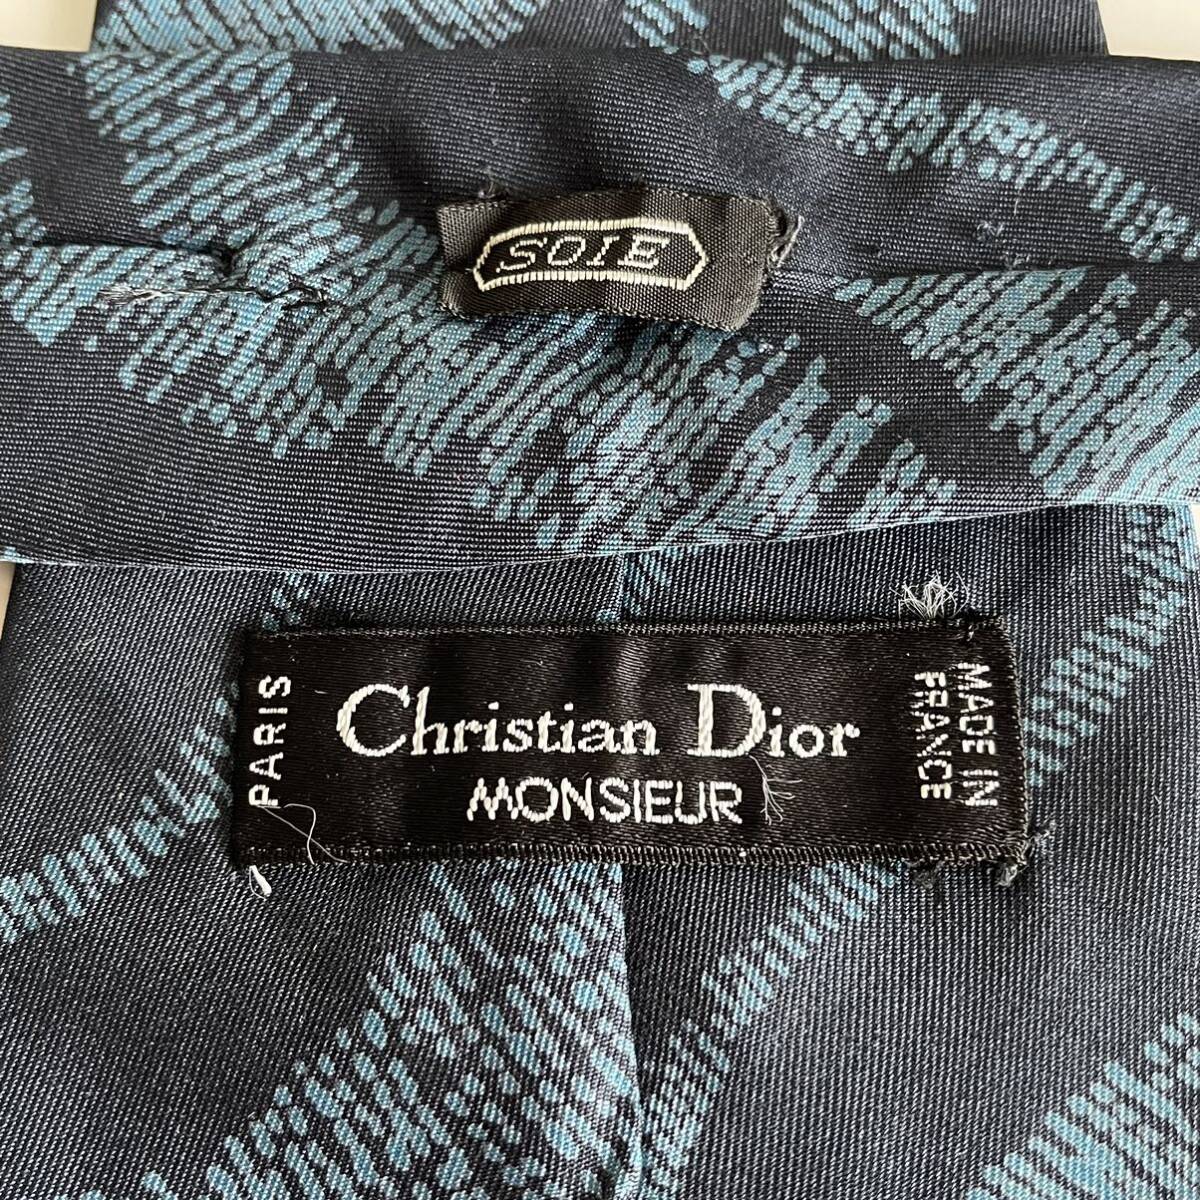 SOIE
PARIS
Christian Dior
MONSIEUR
MADE IN
FRANCE